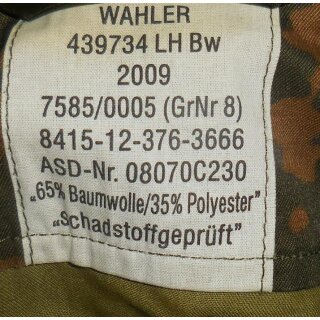 WAHLER
439734 LH Bw
2009
7585/0005 (GrNr 8)
8415-12-376-3666
ASD-Nr. 08070C230
„65% Baumwolle/35% Polyester”
„Schadstoffgeprüft”